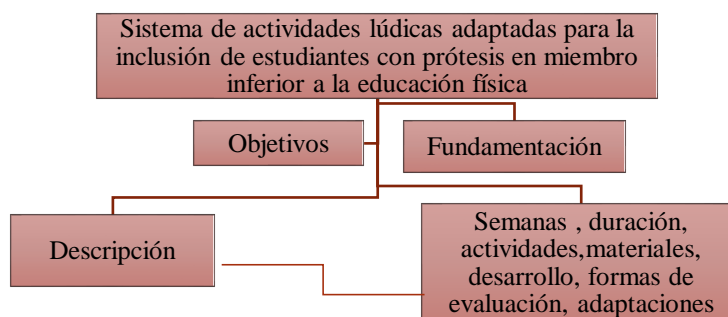 Sistema de actividades lúdicas adaptadas para la
inclusión de estudiantes con prótesis en miembro
inferior a la educación física
Objetivos
Fundamentación
Descripción
Semanas , duración,
actividades,materiales,
desarrollo, formas de
evaluación, adaptaciones